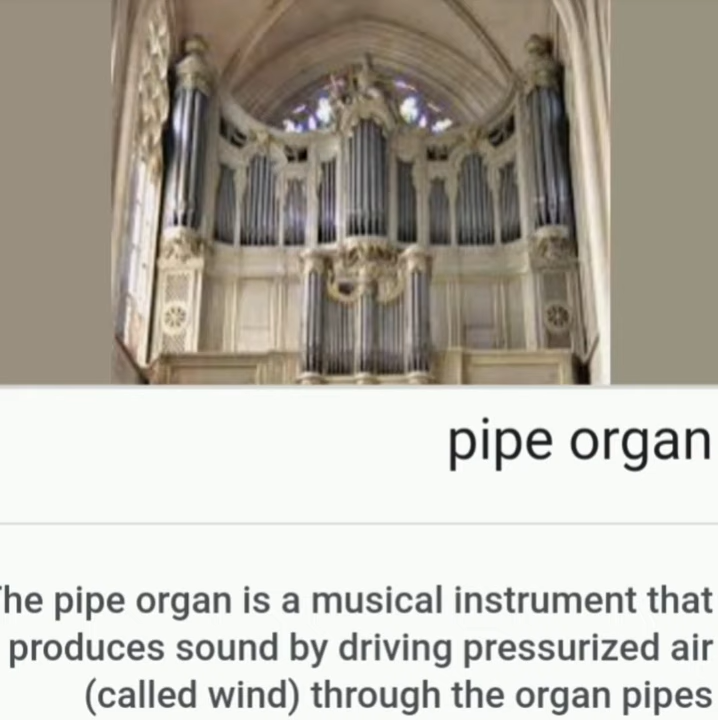 pipe organ
The pipe organ is a musical instrument that
produces sound by driving pressurized air
(called wind) through the organ pipes